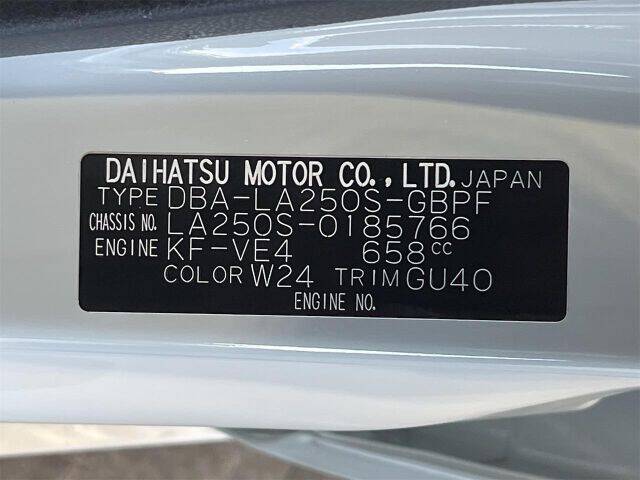 DAIHATSU MOTOR CO., LTD. JAPAN
TYPE DBA-LA250S-GBPF
CHASSIS NO. LA250S-0185766
ENGINE KF-VE4 658cc
COLOR W24 TRIM GU40
ENGINE NO.